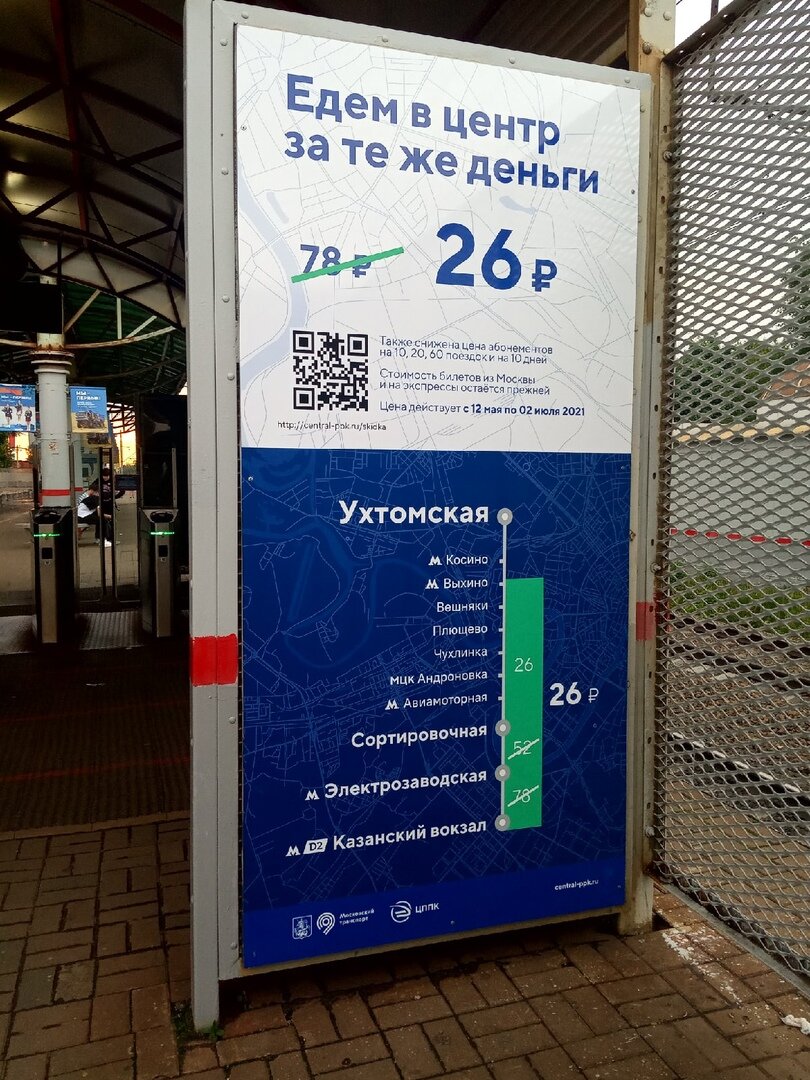 Едем в центр
за те же деньги
78 ₽
26 ₽
Также снижена цена абонементов
на 10, 20, 60 поездок и на 10 дней
Стоимость билетов из Москвы
и на экспрессы остаётся прежней
Цена действует с 12 мая по 02 июля 2021
http://central-ppk.ru/skidka
Ухтомская
М Косино
М Выхино
Вешняки
Плющево
Чухлинка
МЦК Андроновка
М Авиамоторная
26
26 ₽
Сортировочная
52
М Электрозаводская
78
М D2 Казанский вокзал
central-ppk.ru
Московский
транспорт
ЦППК